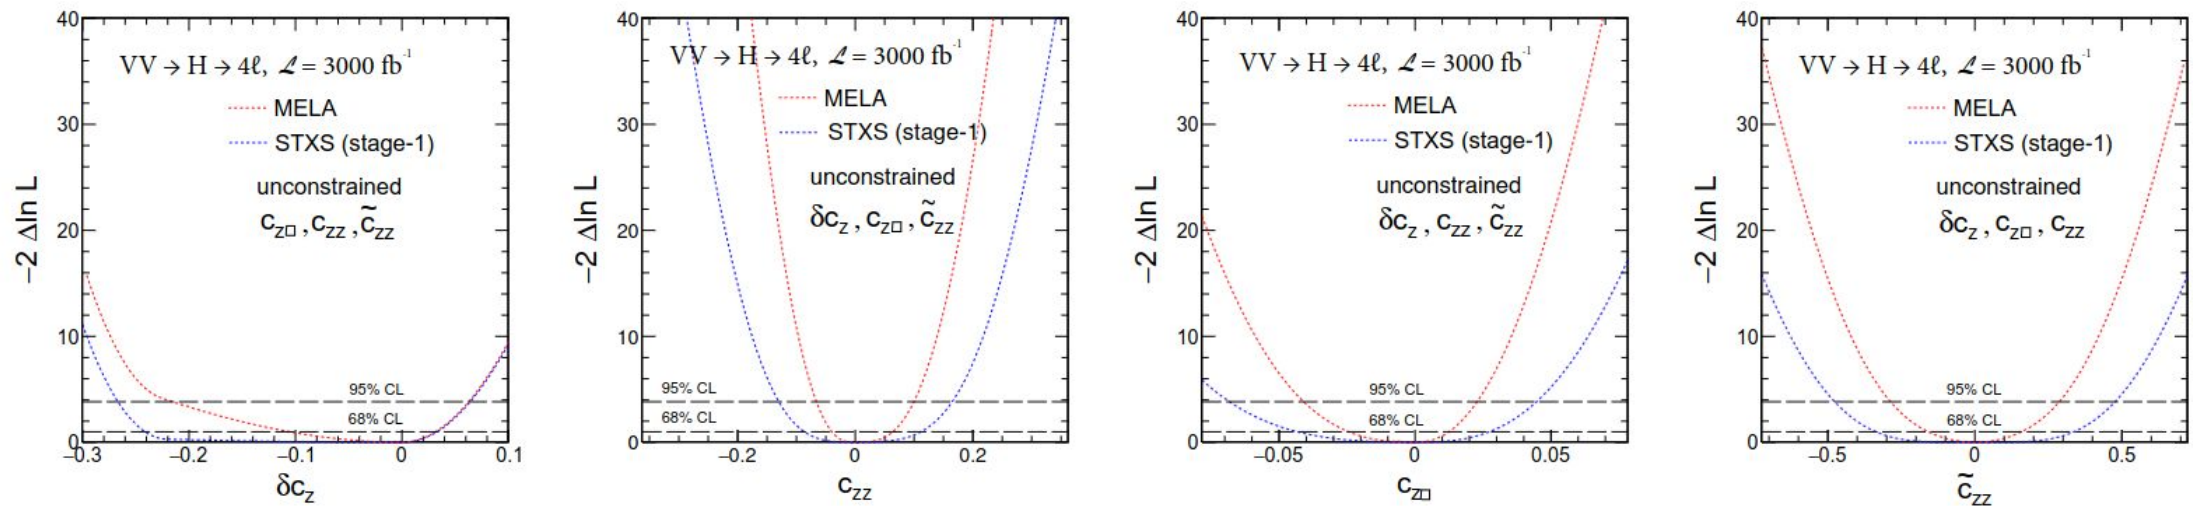 40
30
20
10
0
−2 Δln L
VV → H → 4ℓ, ℒ = 3000 fb⁻¹
MELA
STXS (stage-1)
unconstrained
c_z□ , c_zz , c̃_zz
95% CL
68% CL
−0.3 −0.2 −0.1 0 0.1
δc_z
40
30
20
10
0
−2 Δln L
VV → H → 4ℓ, ℒ = 3000 fb⁻¹
MELA
STXS (stage-1)
unconstrained
δc_z , c_z□ , c̃_zz
95% CL
68% CL
−0.2 0 0.2
c_zz
40
30
20
10
0
−2 Δln L
VV → H → 4ℓ, ℒ = 3000 fb⁻¹
MELA
STXS (stage-1)
unconstrained
δc_z , c_zz , c̃_zz
95% CL
68% CL
−0.05 0 0.05
c_z□
40
30
20
10
0
−2 Δln L
VV → H → 4ℓ, ℒ = 3000 fb⁻¹
MELA
STXS (stage-1)
unconstrained
δc_z , c_z□ , c_zz
95% CL
68% CL
−0.5 0 0.5
c̃_zz